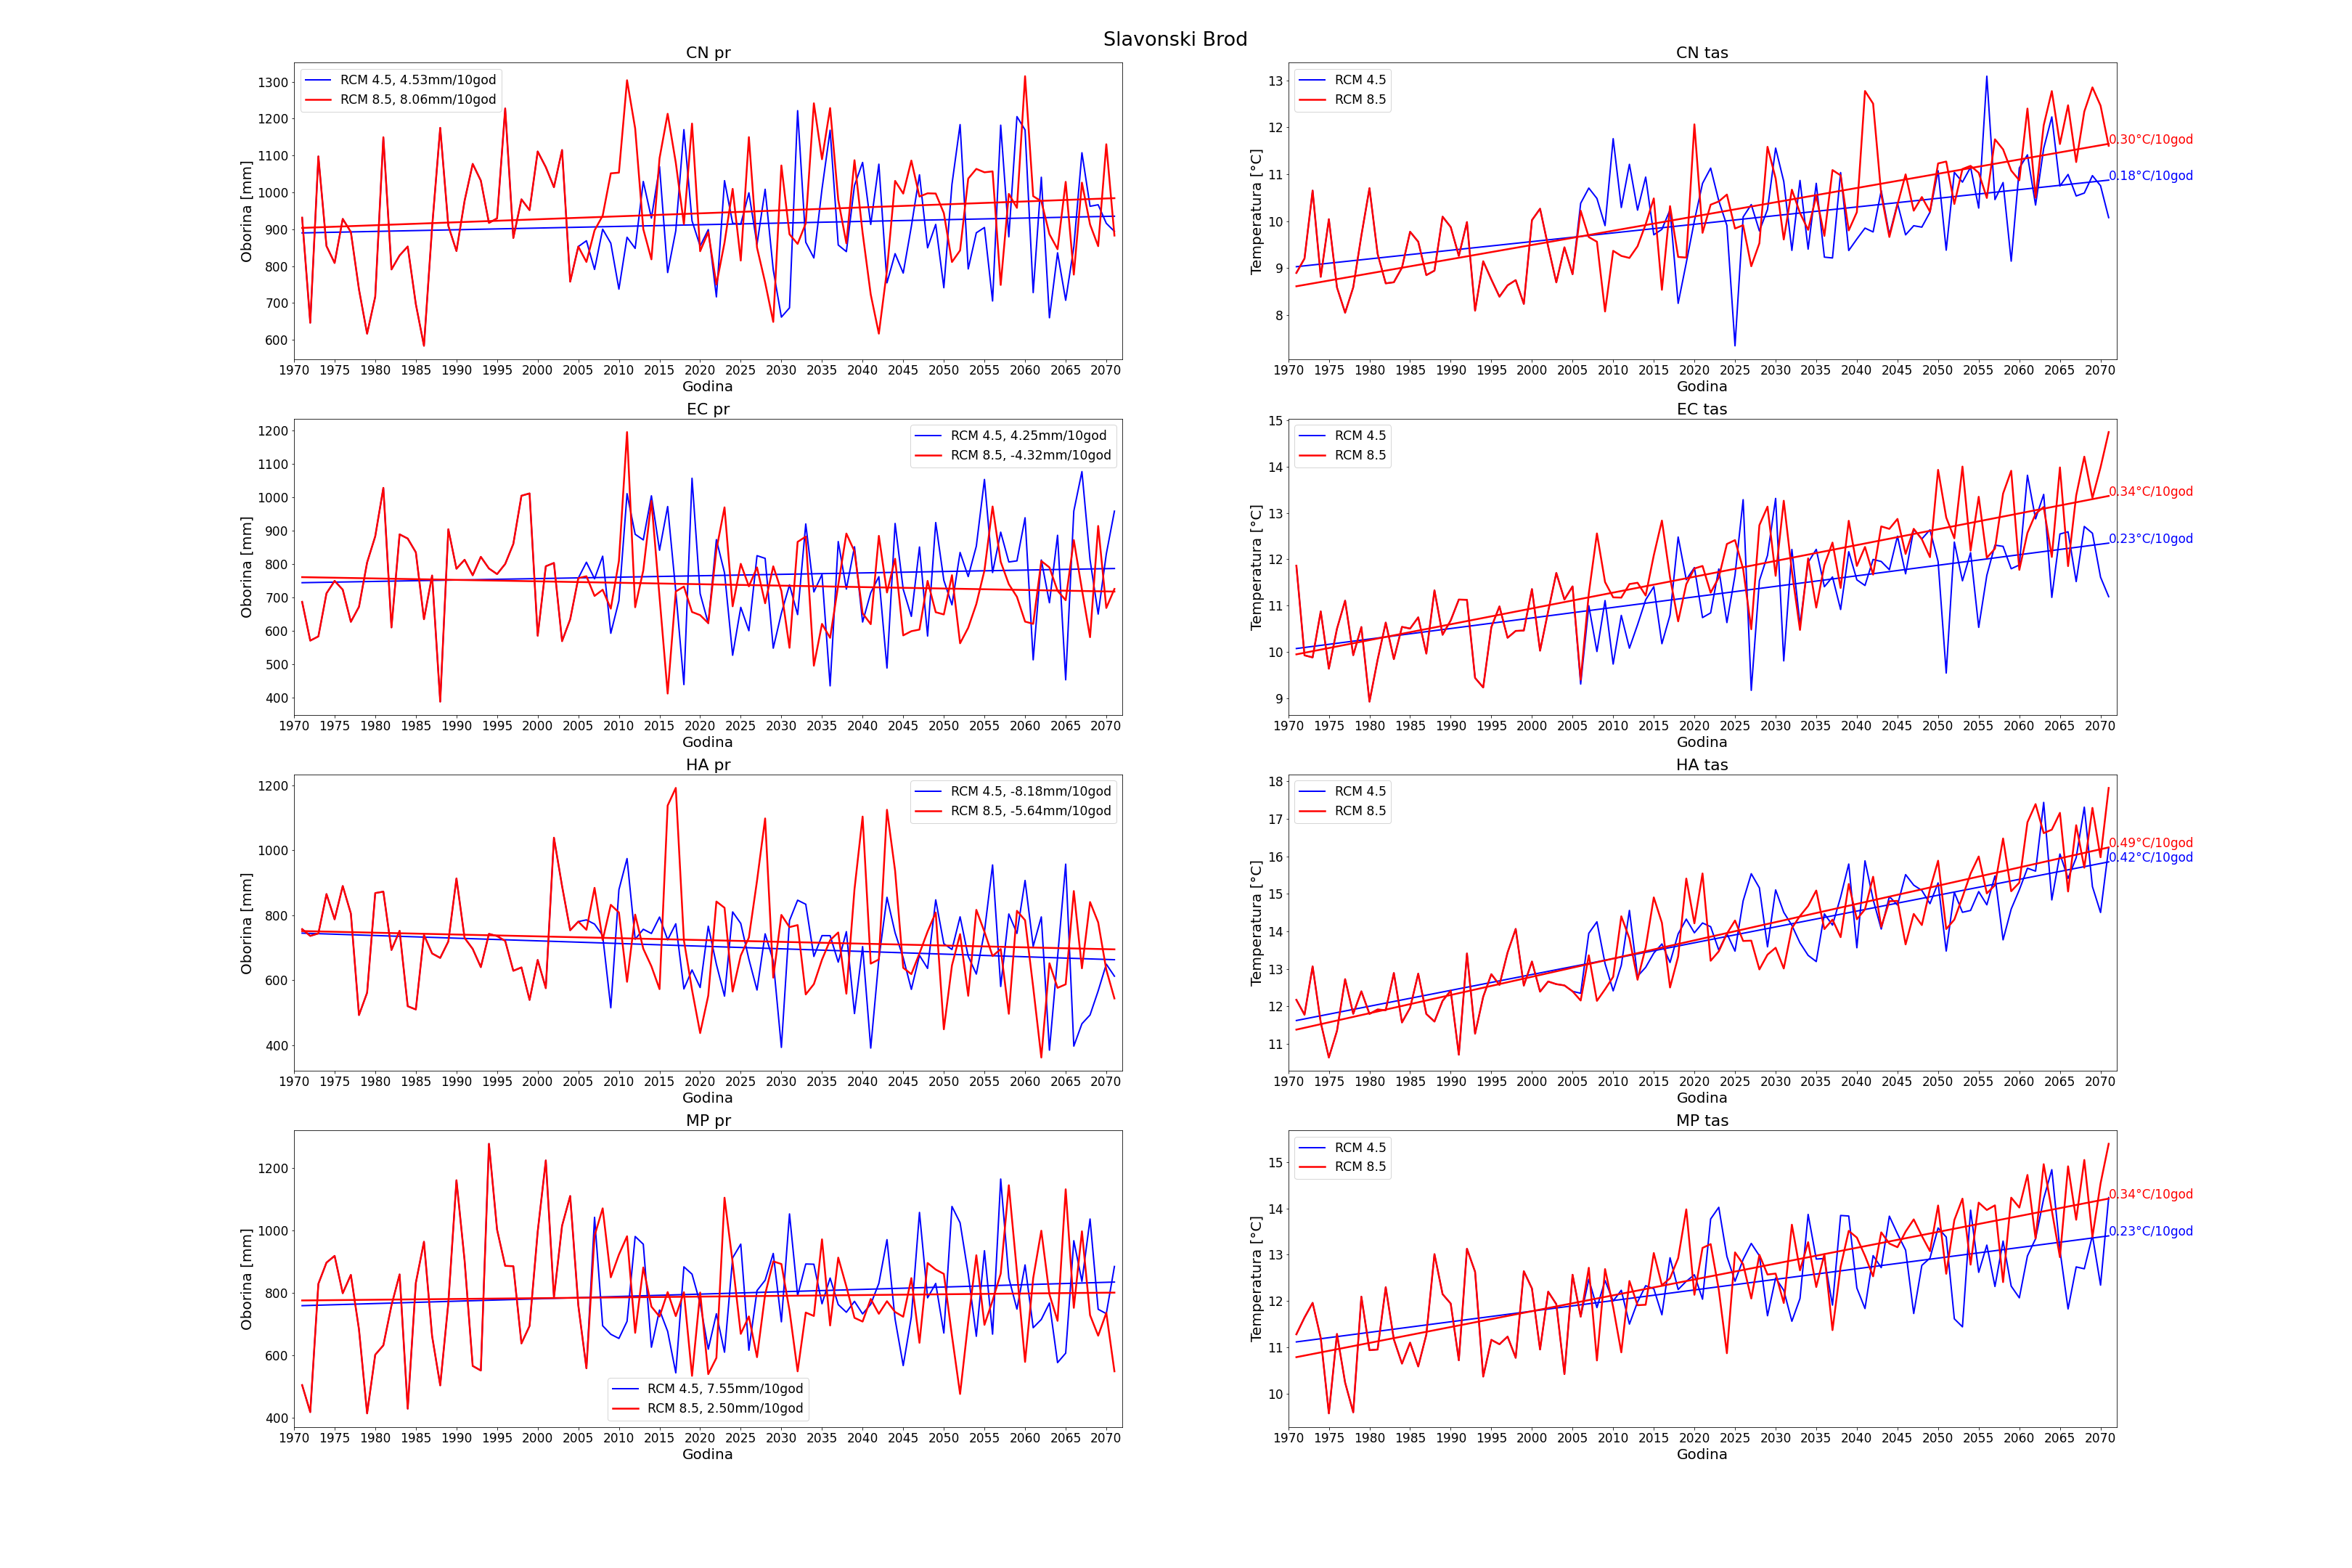 Slavonski Brod
CN pr
RCM 4.5, 4.53mm/10god
RCM 8.5, 8.06mm/10god
Oborina [mm]
1300
1200
1100
1000
900
800
700
600
1970 1975 1980 1985 1990 1995 2000 2005 2010 2015 2020 2025 2030 2035 2040 2045 2050 2055 2060 2065 2070
Godina
CN tas
RCM 4.5
RCM 8.5
Temperatura [°C]
13
12
11
10
9
8
0.30°C/10god
0.18°C/10god
1970 1975 1980 1985 1990 1995 2000 2005 2010 2015 2020 2025 2030 2035 2040 2045 2050 2055 2060 2065 2070
Godina
EC pr
RCM 4.5, 4.25mm/10god
RCM 8.5, -4.32mm/10god
Oborina [mm]
1200
1100
1000
900
800
700
600
500
400
1970 1975 1980 1985 1990 1995 2000 2005 2010 2015 2020 2025 2030 2035 2040 2045 2050 2055 2060 2065 2070
Godina
EC tas
RCM 4.5
RCM 8.5
Temperatura [°C]
15
14
13
12
11
10
9
0.34°C/10god
0.23°C/10god
1970 1975 1980 1985 1990 1995 2000 2005 2010 2015 2020 2025 2030 2035 2040 2045 2050 2055 2060 2065 2070
Godina
HA pr
RCM 4.5, -8.18mm/10god
RCM 8.5, -5.64mm/10god
Oborina [mm]
1200
1000
800
600
400
1970 1975 1980 1985 1990 1995 2000 2005 2010 2015 2020 2025 2030 2035 2040 2045 2050 2055 2060 2065 2070
Godina
HA tas
RCM 4.5
RCM 8.5
Temperatura [°C]
18
17
16
15
14
13
12
11
0.49°C/10god
0.42°C/10god
1970 1975 1980 1985 1990 1995 2000 2005 2010 2015 2020 2025 2030 2035 2040 2045 2050 2055 2060 2065 2070
Godina
MP pr
RCM 4.5, 7.55mm/10god
RCM 8.5, 2.50mm/10god
Oborina [mm]
1200
1000
800
600
400
1970 1975 1980 1985 1990 1995 2000 2005 2010 2015 2020 2025 2030 2035 2040 2045 2050 2055 2060 2065 2070
Godina
MP tas
RCM 4.5
RCM 8.5
Temperatura [°C]
15
14
13
12
11
10
0.34°C/10god
0.23°C/10god
1970 1975 1980 1985 1990 1995 2000 2005 2010 2015 2020 2025 2030 2035 2040 2045 2050 2055 2060 2065 2070
Godina